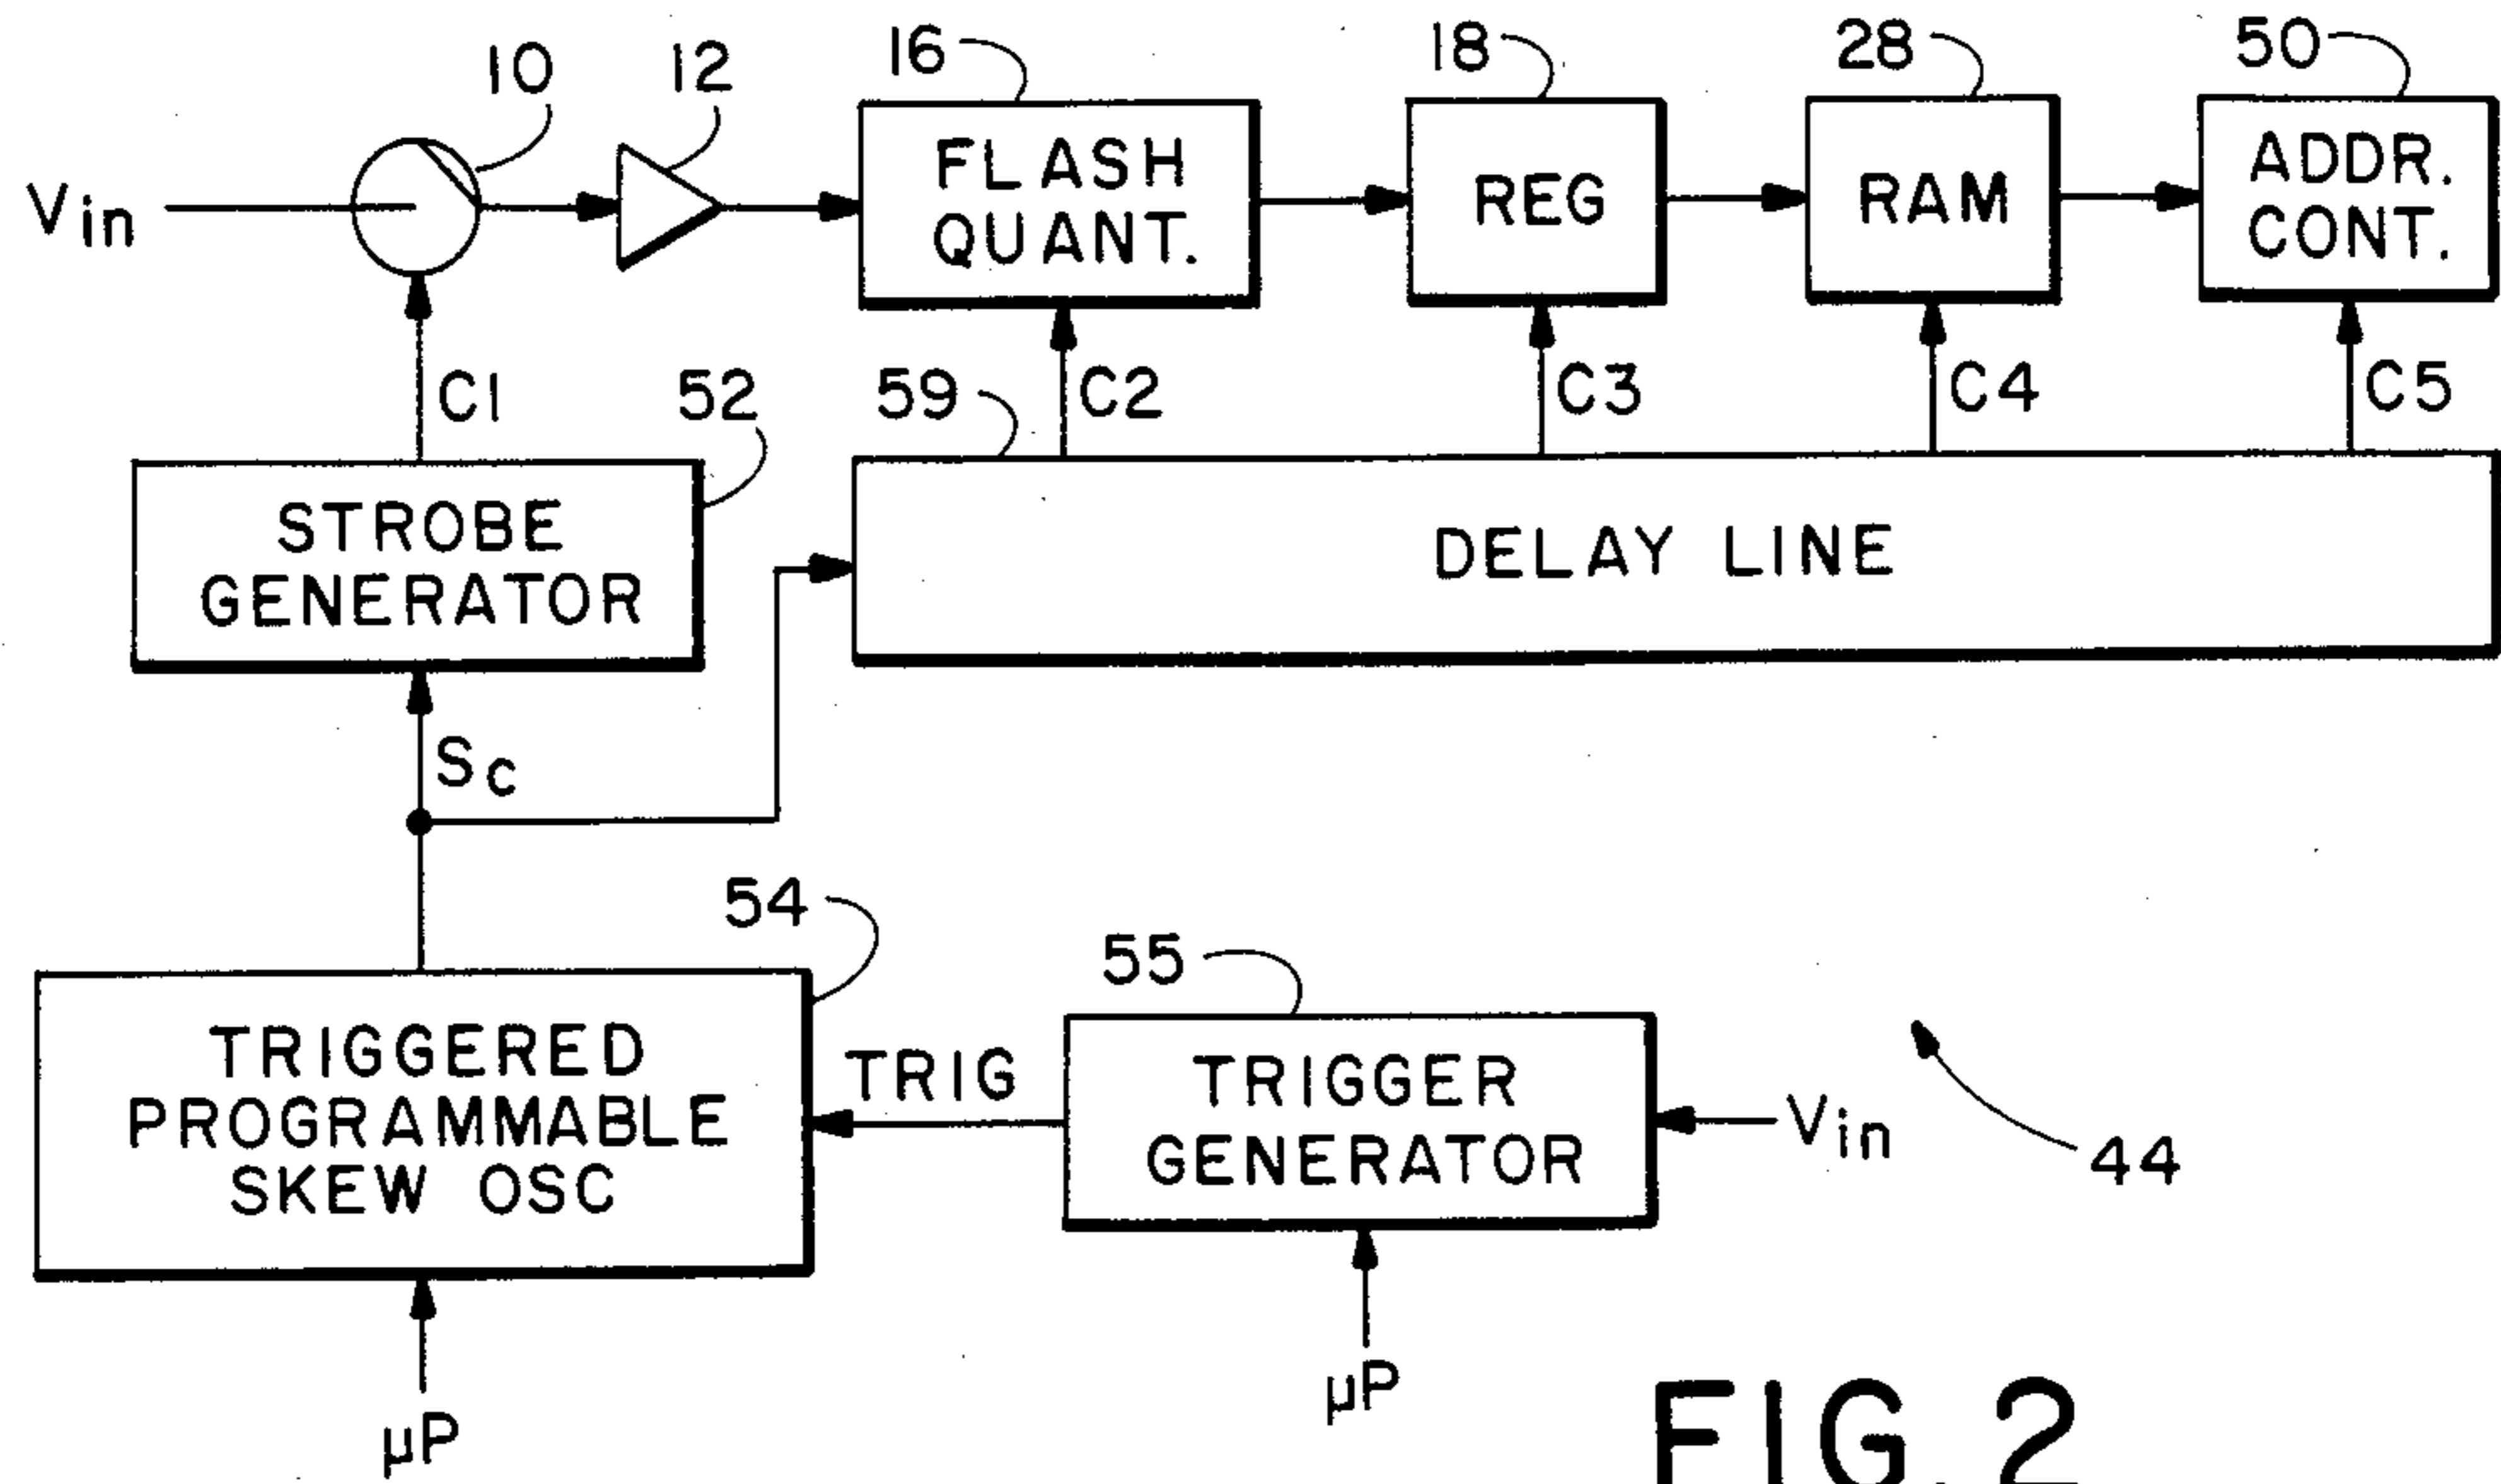 10
12
16
18
28
50
Vin
FLASH
QUANT.
REG
RAM
ADDR.
CONT.
C1
52
59
C2
C3
C4
C5
STROBE
GENERATOR
DELAY LINE
Sc
54
55
TRIGGERED
PROGRAMMABLE
SKEW OSC
TRIG
TRIGGER
GENERATOR
Vin
44
µP
µP
FIG. 2